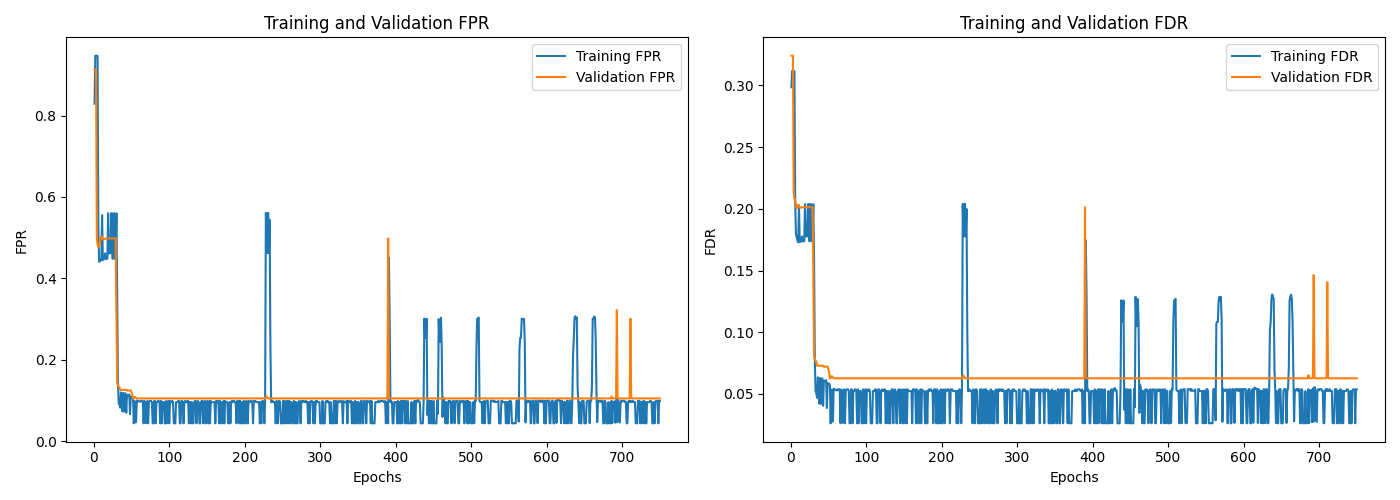 Training and Validation FPR
Training FPR
Validation FPR
FPR
0.8
0.6
0.4
0.2
0.0
0 100 200 300 400 500 600 700
Epochs
Training and Validation FDR
Training FDR
Validation FDR
FDR
0.30
0.25
0.20
0.15
0.10
0.05
0 100 200 300 400 500 600 700
Epochs